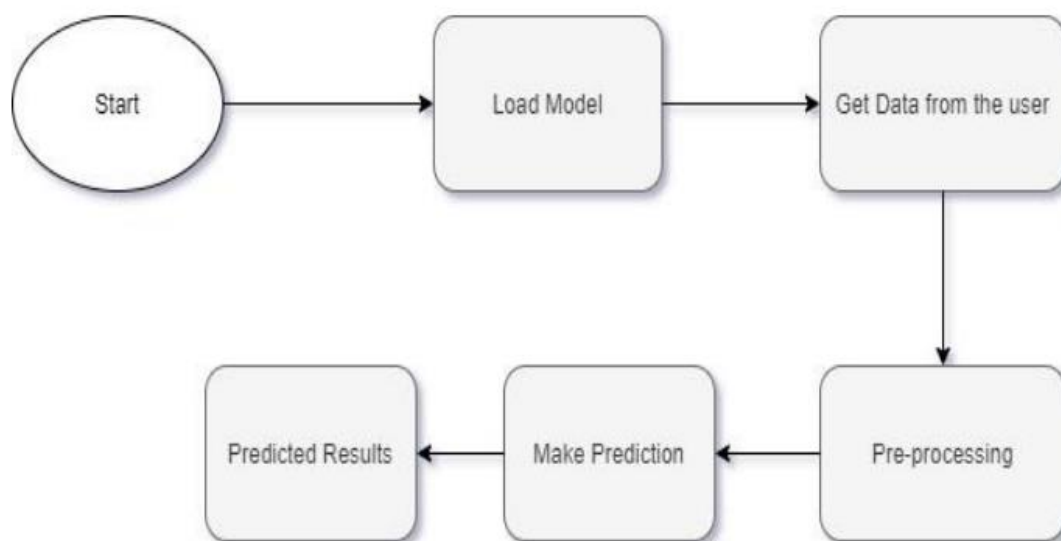 Start
Load Model
Get Data from the user
Pre-processing
Make Prediction
Predicted Results